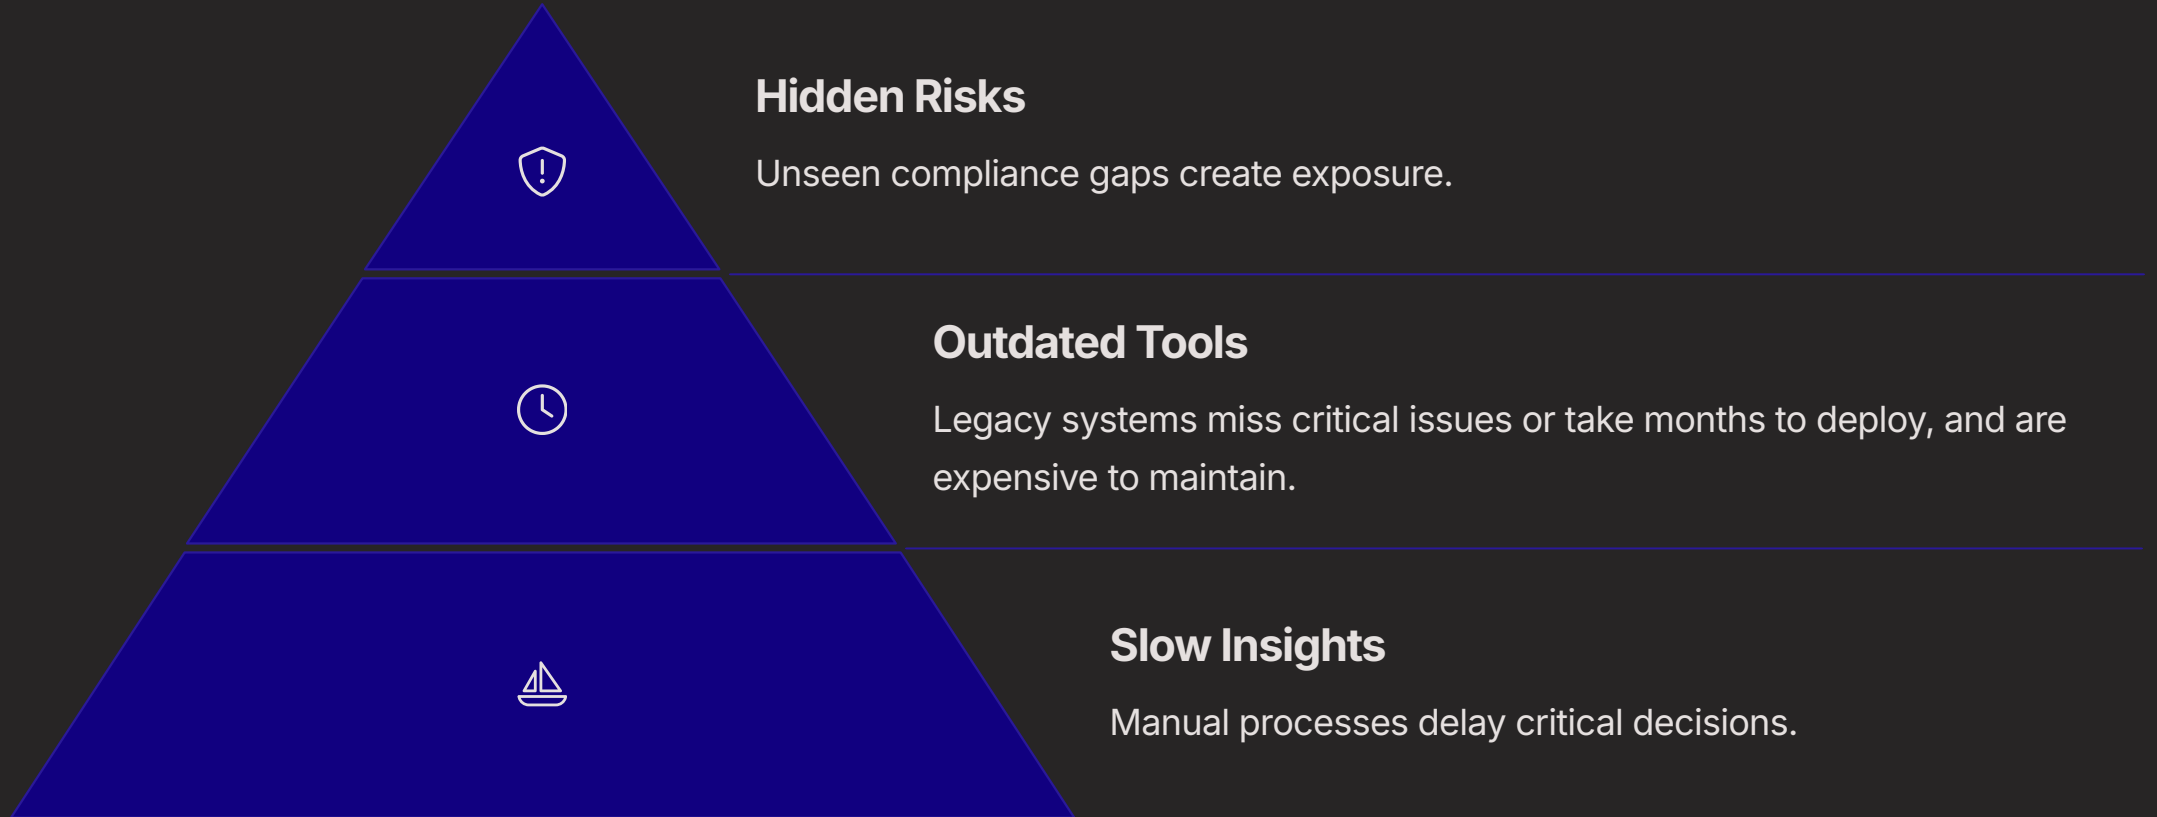 Hidden Risks
Unseen compliance gaps create exposure.
Outdated Tools
Legacy systems miss critical issues or take months to deploy, and are
expensive to maintain.
Slow Insights
Manual processes delay critical decisions.